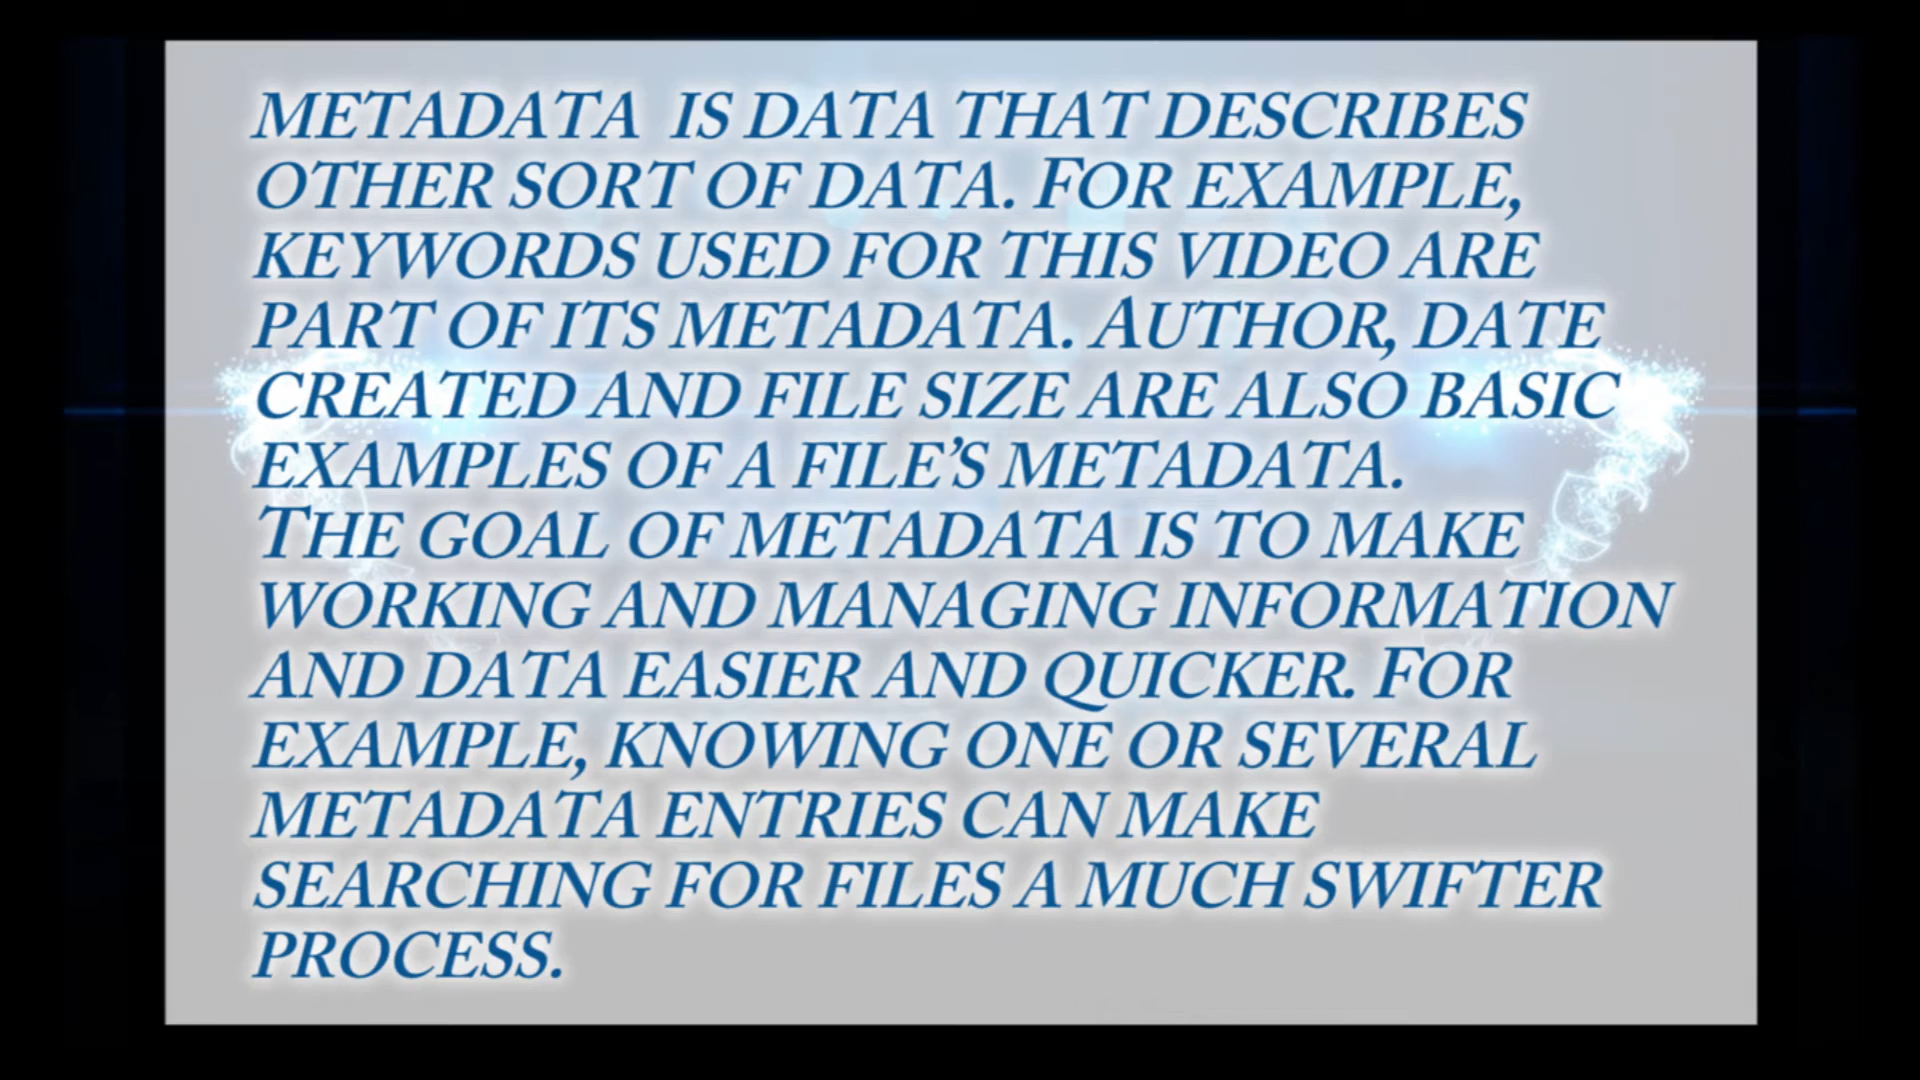 METADATA IS DATA THAT DESCRIBES
OTHER SORT OF DATA. FOR EXAMPLE,
KEYWORDS USED FOR THIS VIDEO ARE
PART OF ITS METADATA. AUTHOR, DATE
CREATED AND FILE SIZE ARE ALSO BASIC
EXAMPLES OF A FILE’S METADATA.
THE GOAL OF METADATA IS TO MAKE
WORKING AND MANAGING INFORMATION
AND DATA EASIER AND QUICKER. FOR
EXAMPLE, KNOWING ONE OR SEVERAL
METADATA ENTRIES CAN MAKE
SEARCHING FOR FILES A MUCH SWIFTER
PROCESS.